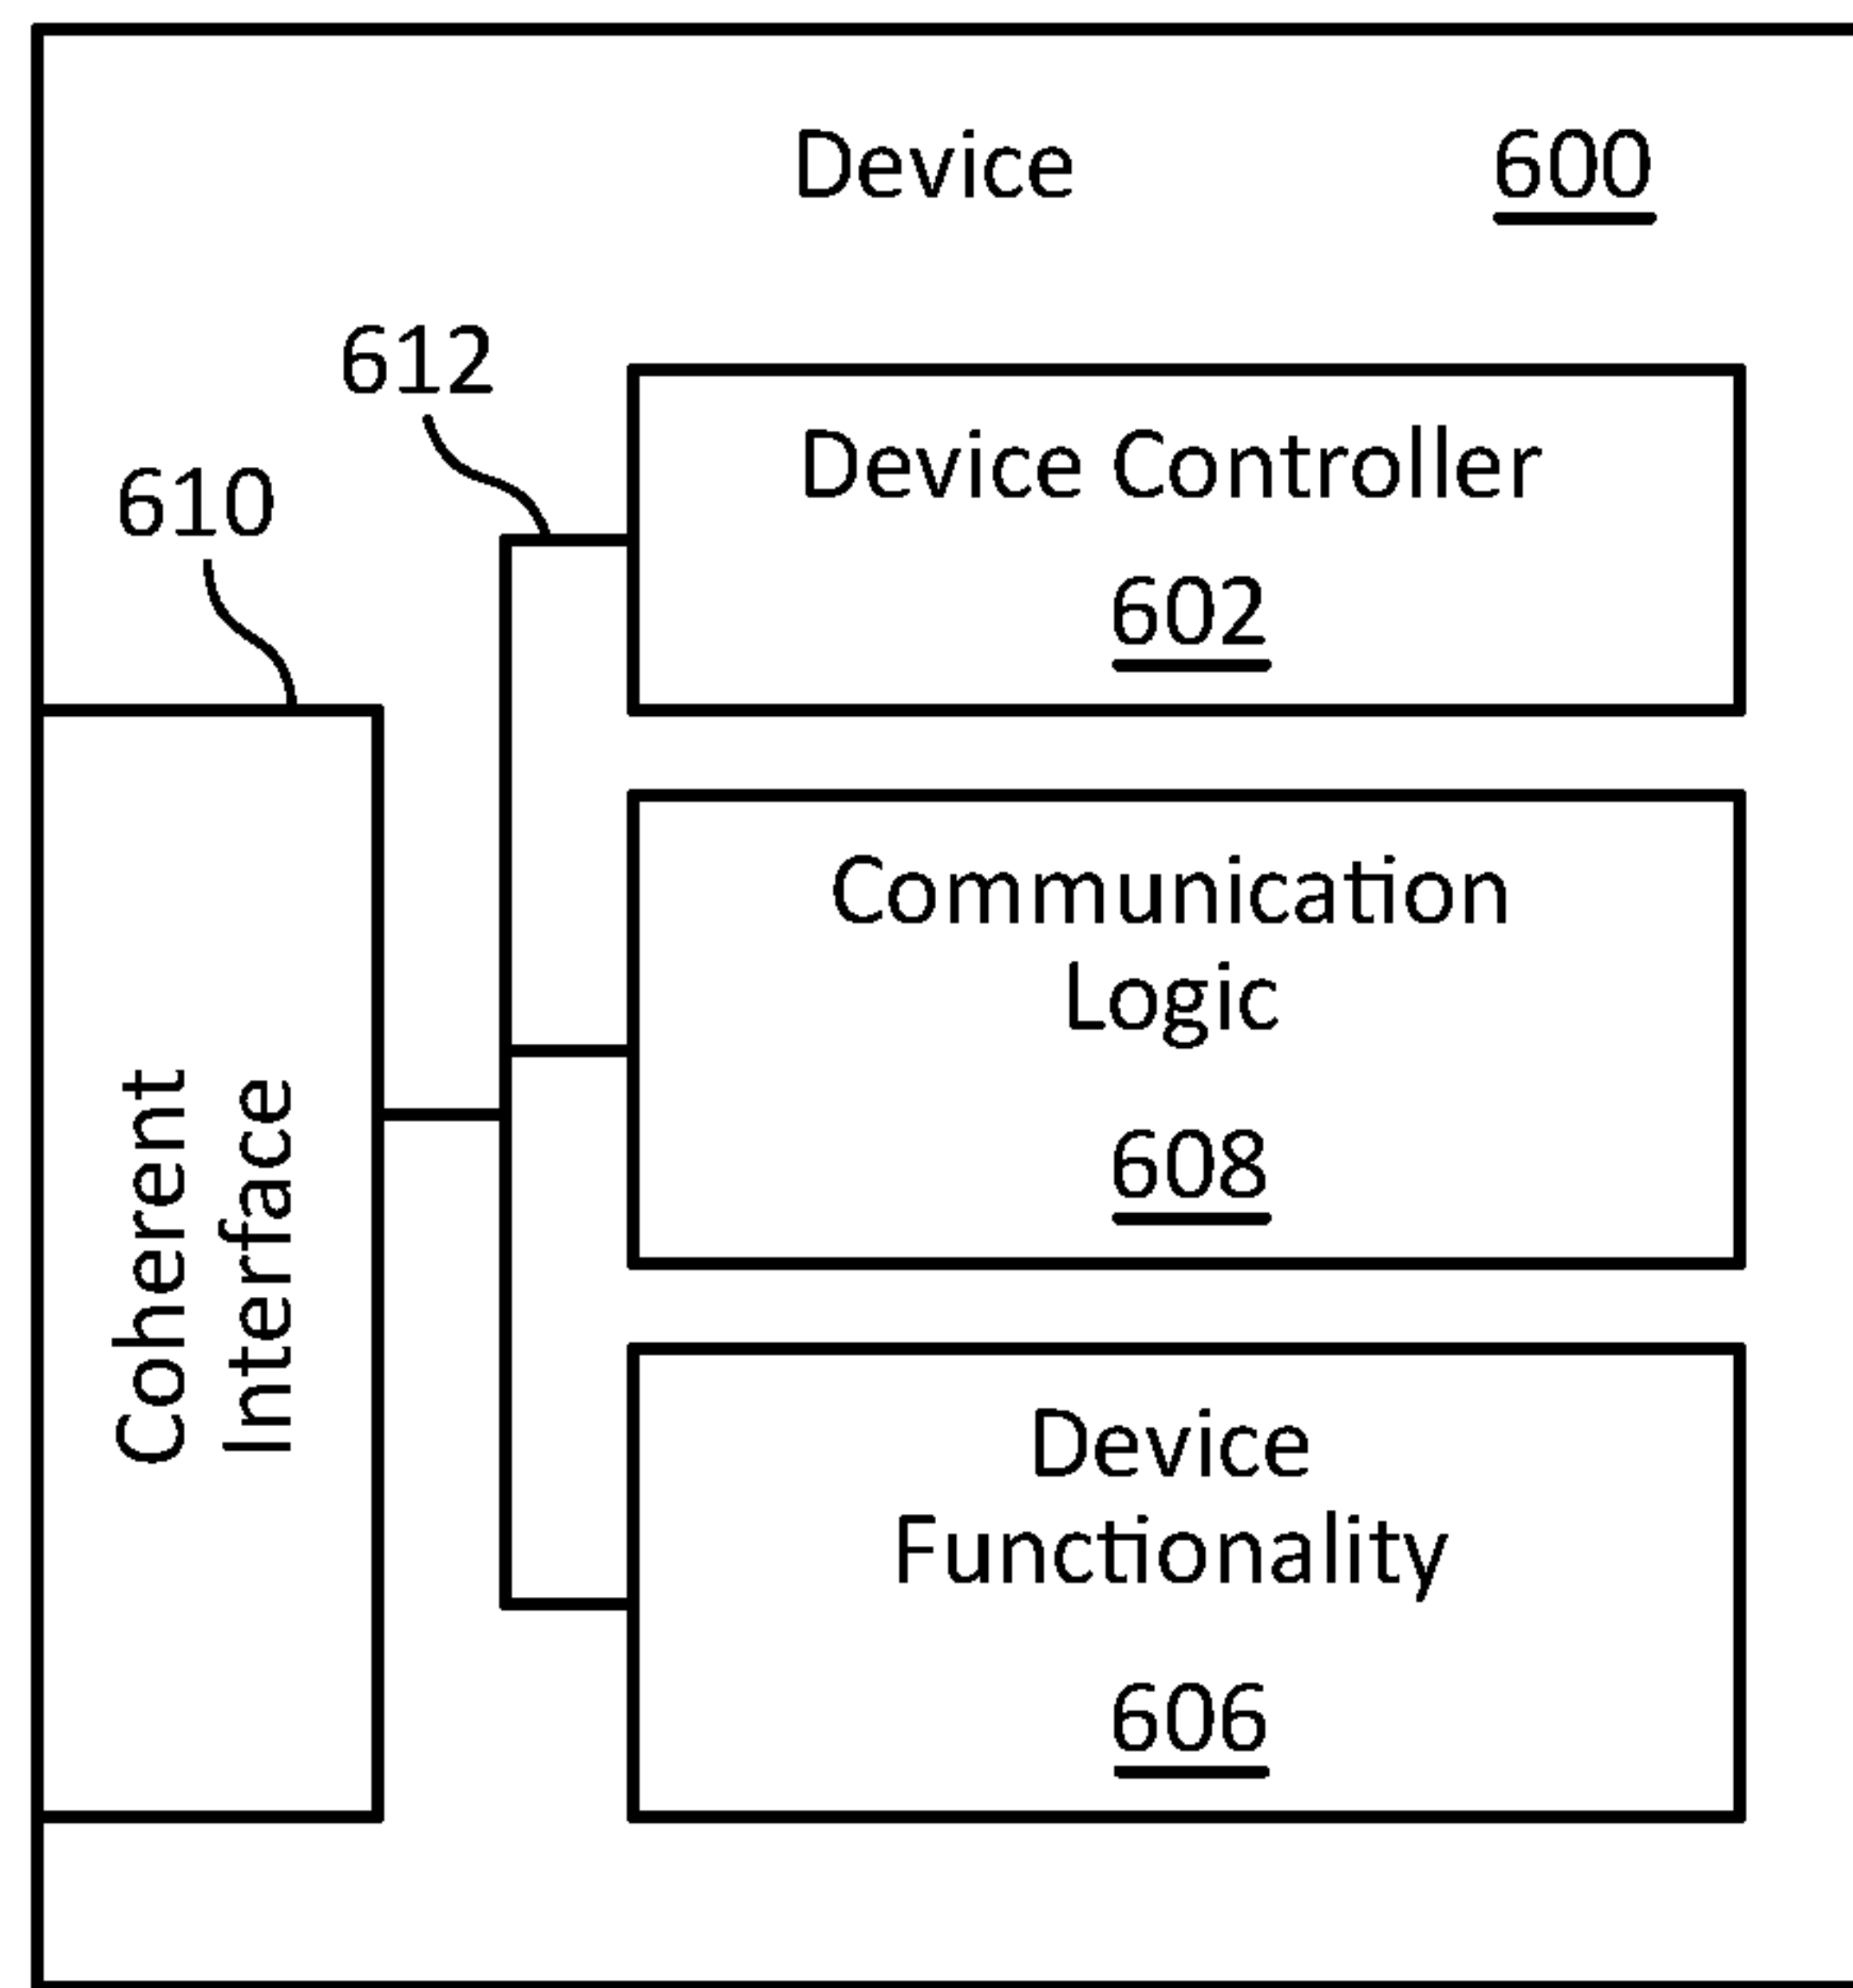 Device 600
612
610
Device Controller
602
Communication
Logic
608
Coherent
Interface
Device
Functionality
606